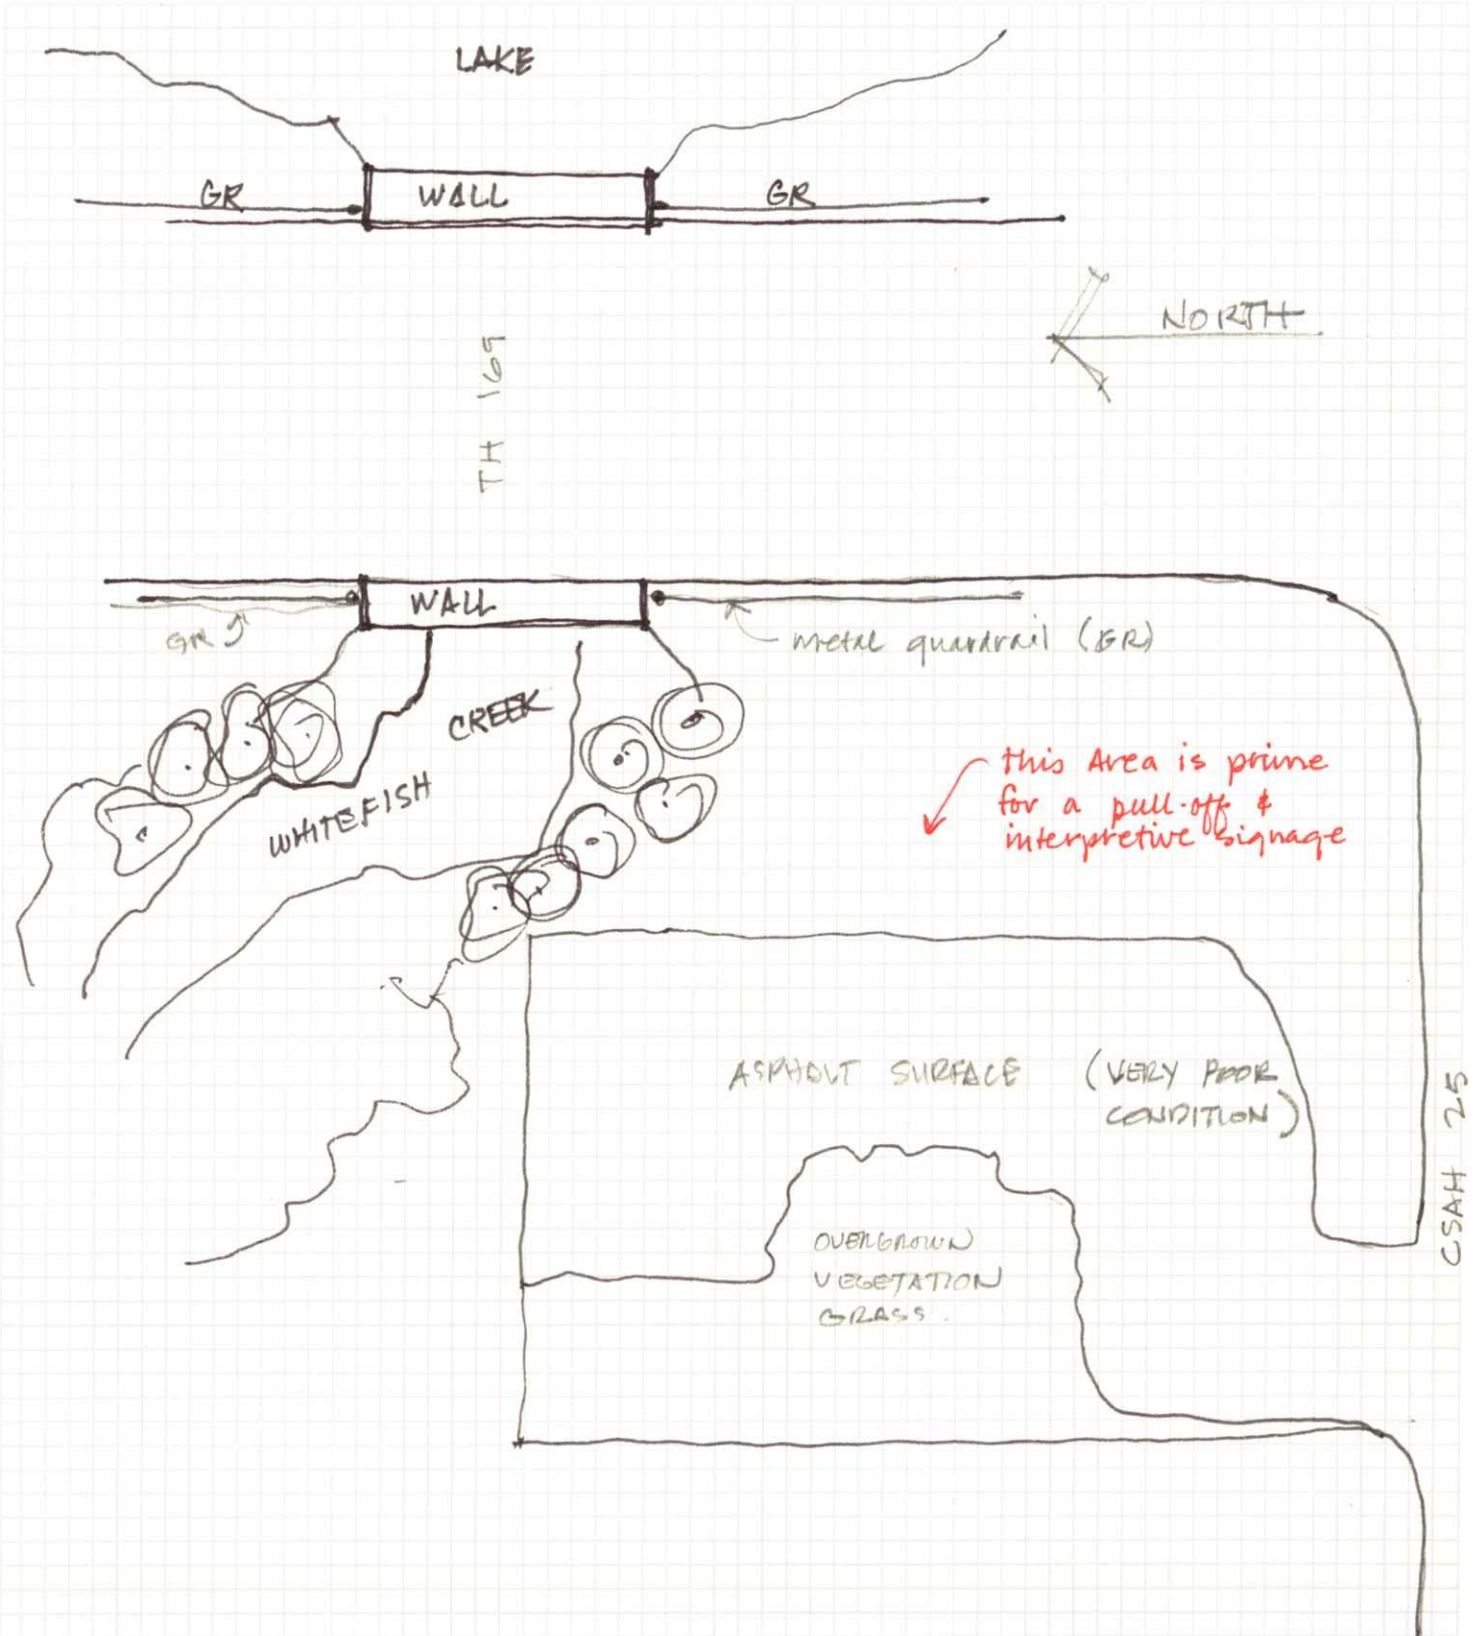 LAKE
GR
WALL
GR
NORTH
TH 169
WALL
GR
metal guardrail (GR)
CREEK
WHITEFISH
this Area is prime
for a pull-off &
interpretive signage
ASPHALT SURFACE (VERY POOR
CONDITION)
CSAH 25
OVERGROWN
VEGETATION
GRASS.